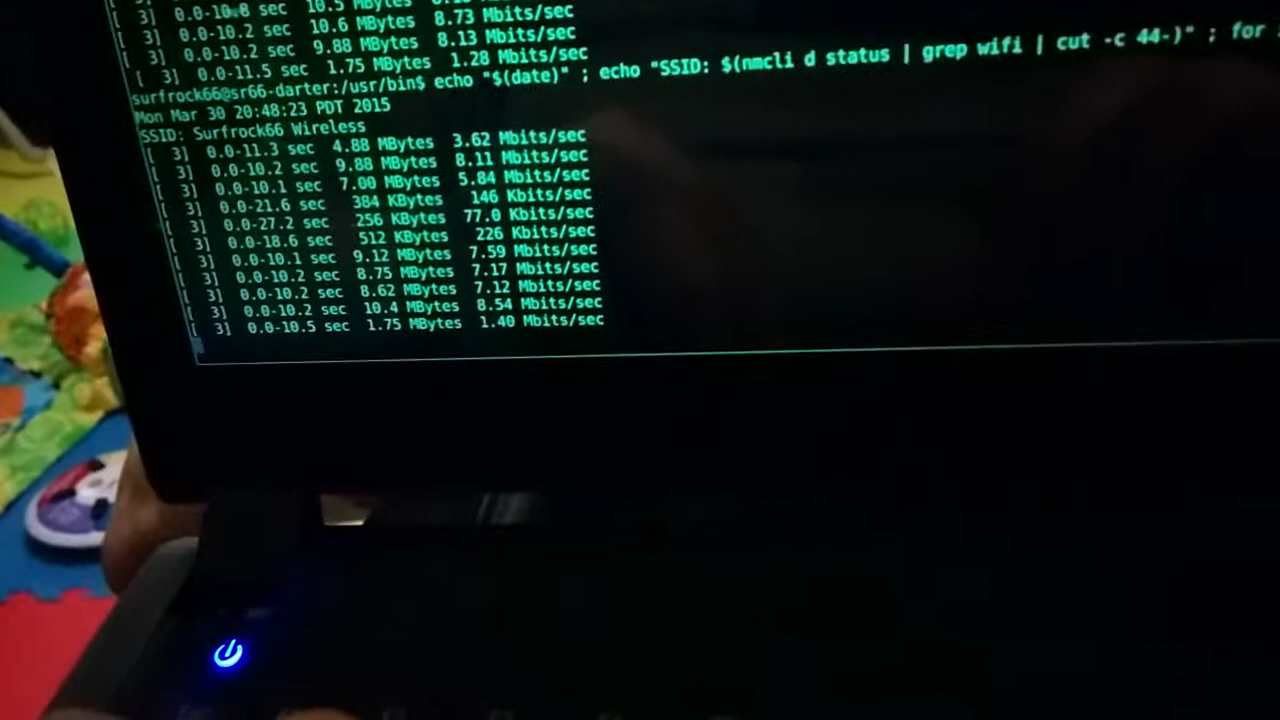 [ 3] 0.0-10.8 sec 10.5 MBytes
[ 3] 0.0-10.2 sec 10.6 MBytes 8.73 Mbits/sec
[ 3] 0.0-10.2 sec 9.88 MBytes 8.13 Mbits/sec
[ 3] 0.0-11.5 sec 1.75 MBytes 1.28 Mbits/sec
surfrock66@sr66-darter:/usr/bin$ echo "$(date)" ; echo "SSID: $(nmcli d status | grep wifi | cut -c 44-)" ; for
Mon Mar 30 20:48:23 PDT 2015
SSID: Surfrock66 Wireless
[ 3] 0.0-11.3 sec 4.88 MBytes 3.62 Mbits/sec
[ 3] 0.0-10.2 sec 9.88 MBytes 8.11 Mbits/sec
[ 3] 0.0-10.1 sec 7.00 MBytes 5.84 Mbits/sec
[ 3] 0.0-21.6 sec 384 KBytes 146 Kbits/sec
[ 3] 0.0-27.2 sec 256 KBytes 77.0 Kbits/sec
[ 3] 0.0-18.6 sec 512 KBytes 226 Kbits/sec
[ 3] 0.0-10.1 sec 9.12 MBytes 7.59 Mbits/sec
[ 3] 0.0-10.2 sec 8.75 MBytes 7.17 Mbits/sec
[ 3] 0.0-10.2 sec 8.62 MBytes 7.12 Mbits/sec
[ 3] 0.0-10.2 sec 10.4 MBytes 8.54 Mbits/sec
[ 3] 0.0-10.5 sec 1.75 MBytes 1.40 Mbits/sec